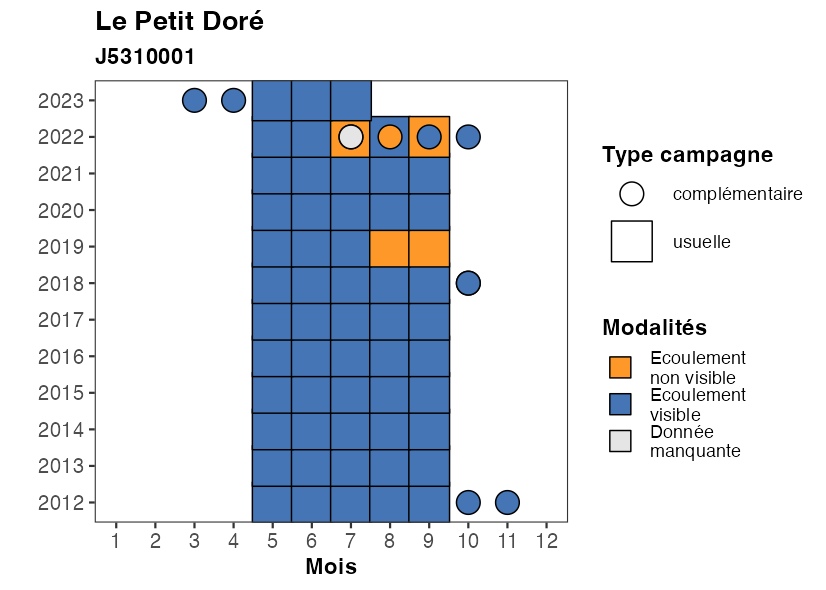 Le Petit Doré
J5310001
2023
2022
2021
2020
2019
2018
2017
2016
2015
2014
2013
2012
1 2 3 4 5 6 7 8 9 10 11 12
Mois
Type campagne
complémentaire
usuelle
Modalités
Ecoulement
non visible
Ecoulement
visible
Donnée
manquante